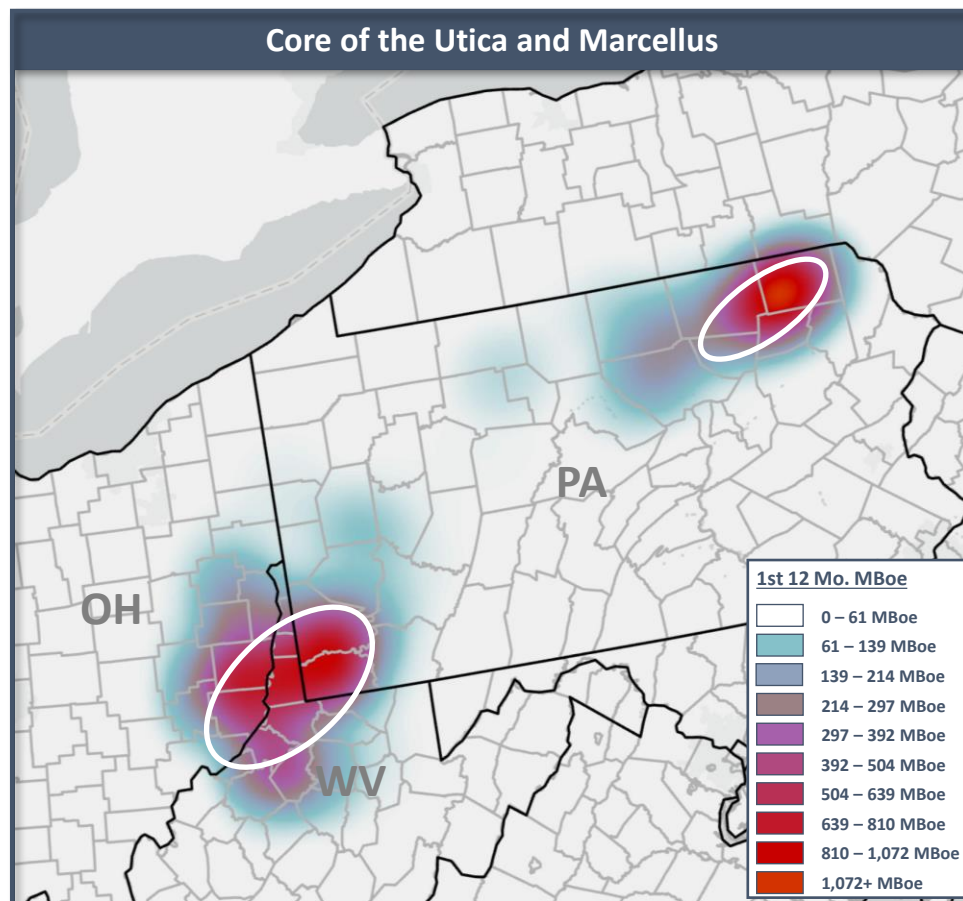 Core of the Utica and Marcellus
PA
OH
WV
1st 12 Mo. MBoe
0 – 61 MBoe
61 – 139 MBoe
139 – 214 MBoe
214 – 297 MBoe
297 – 392 MBoe
392 – 504 MBoe
504 – 639 MBoe
639 – 810 MBoe
810 – 1,072 MBoe
1,072+ MBoe